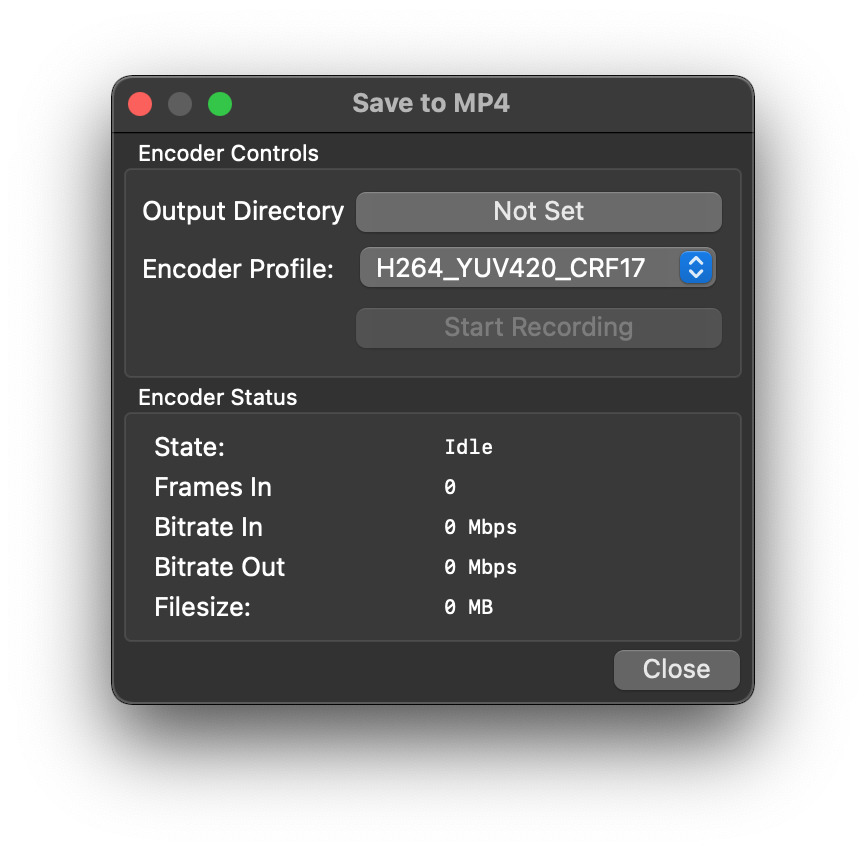 Save to MP4
Encoder Controls
Output Directory Not Set
Encoder Profile: H264_YUV420_CRF17
Start Recording
Encoder Status
State: Idle
Frames In 0
Bitrate In 0 Mbps
Bitrate Out 0 Mbps
Filesize: 0 MB
Close